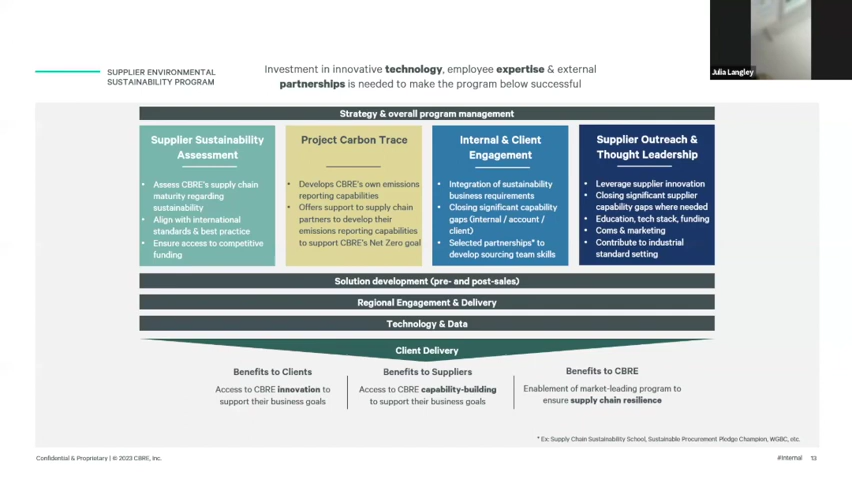 Julia Langley
SUPPLIER ENVIRONMENTAL
SUSTAINABILITY PROGRAM
Investment in innovative technology, employee expertise & external
partnerships is needed to make the program below successful
Strategy & overall program management
Supplier Sustainability
Assessment
• Assess CBRE's supply chain
maturity regarding
sustainability
• Align with international
standards & best practice
• Ensure access to competitive
funding
Project Carbon Trace
• Develops CBRE's own emissions
reporting capabilities
• Offers support to supply chain
partners to develop their
emissions reporting capabilities
to support CBRE's Net Zero goal
Internal & Client
Engagement
• Integration of sustainability
business requirements
• Closing significant capability
gaps (internal / account /
client)
• Selected partnerships* to
develop sourcing team skills
Supplier Outreach &
Thought Leadership
• Leverage supplier innovation
• Closing significant supplier
capability gaps where needed
• Education, tech stack, funding
• Coms & marketing
• Contribute to industrial
standard setting
Solution development (pre- and post-sales)
Regional Engagement & Delivery
Technology & Data
Client Delivery
Benefits to Clients
Access to CBRE innovation to
support their business goals
Benefits to Suppliers
Access to CBRE capability-building
to support their business goals
Benefits to CBRE
Enablement of market-leading program to
ensure supply chain resilience
* Ex: Supply Chain Sustainability School, Sustainable Procurement Pledge Champion, WGBC, etc.
Confidential & Proprietary | © 2023 CBRE, Inc.
#Internal 13